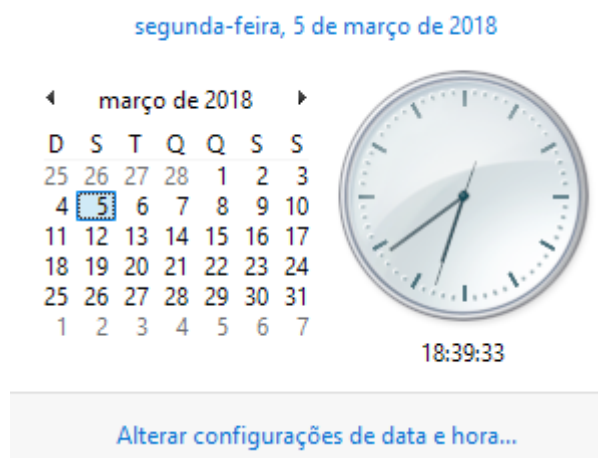 segunda-feira, 5 de março de 2018
março de 2018
D S T Q Q S S
25 26 27 28 1 2 3
4 5 6 7 8 9 10
11 12 13 14 15 16 17
18 19 20 21 22 23 24
25 26 27 28 29 30 31
1 2 3 4 5 6 7
18:39:33
Alterar configurações de data e hora...